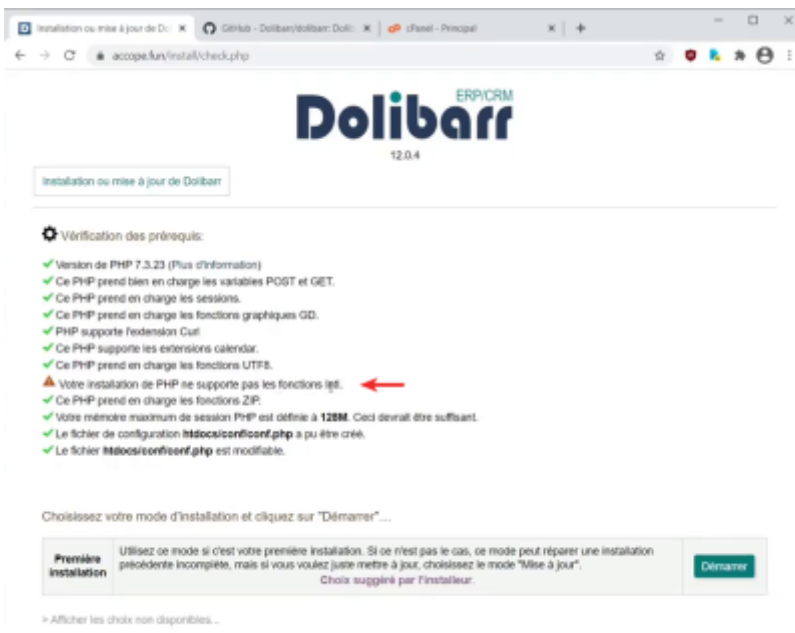 Installation ou mise à jour de Do
GitHub - Dolibarr/dolibarr: Doli
cPanel - Principal
accope.fun/install/check.php
Dolibarr ERP/CRM
12.0.4
Installation ou mise à jour de Dolibarr
Vérification des prérequis:
Version de PHP 7.3.23 (Plus d'information)
Ce PHP prend bien en charge les variables POST et GET.
Ce PHP prend en charge les sessions.
Ce PHP prend en charge les fonctions graphiques GD.
PHP supporte l'extension Curl
Ce PHP supporte les extensions calendar.
Ce PHP prend en charge les fonctions UTF8.
Votre installation de PHP ne supporte pas les fonctions Intl.
Ce PHP prend en charge les fonctions ZIP.
Votre mémoire maximum de session PHP est définie à 128M. Ceci devrait être suffisant.
Le fichier de configuration htdocs/conf/conf.php a pu être créé.
Le fichier htdocs/conf/conf.php est modifiable.
Choisissez votre mode d'installation et cliquez sur "Démarrer"....
Première installation
Utilisez ce mode si c'est votre première installation. Si ce n'est pas le cas, ce mode peut réparer une installation
précédente incomplète, mais si vous voulez juste mettre à jour, choisissez le mode "Mise à jour".
Choix suggéré par l'installeur.
Démarrer
> Afficher les choix non disponibles...